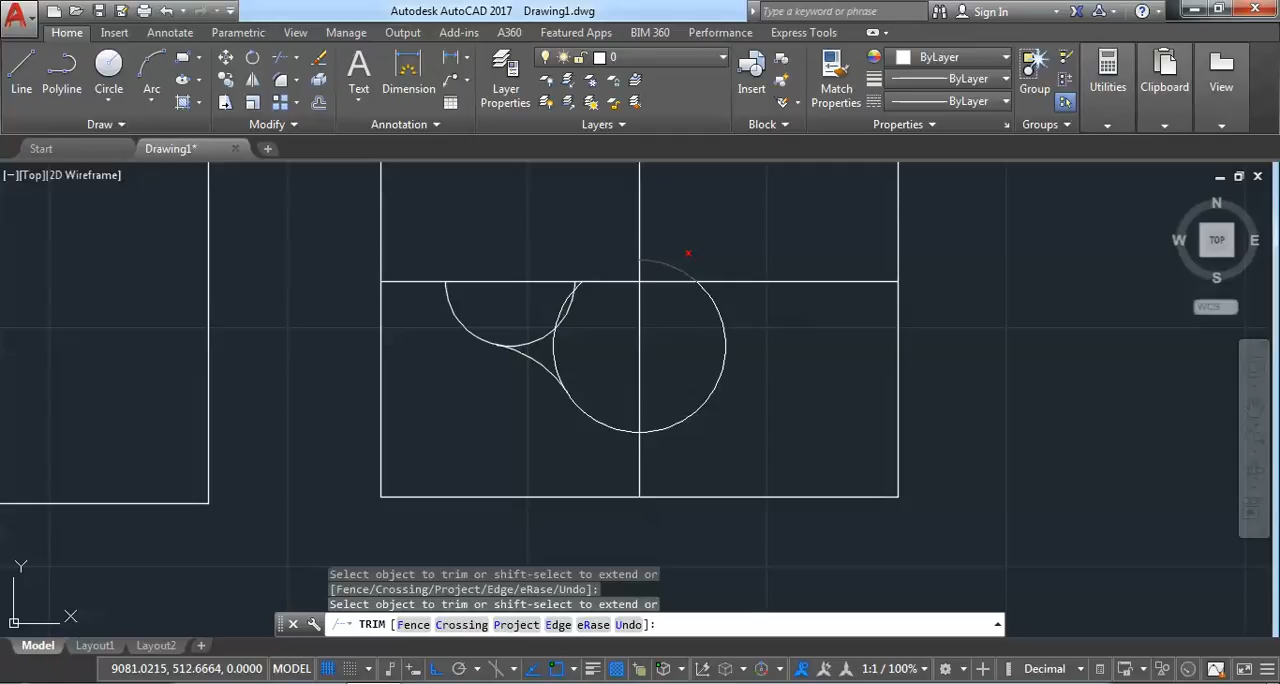 Autodesk AutoCAD 2017 Drawing1.dwg
Type a keyword or phrase
Sign In
Home Insert Annotate Parametric View Manage Output Add-ins A360 Featured Apps BIM 360 Performance Express Tools
Line Polyline Circle Arc
Text Dimension
Layer Properties
0
Insert
Match Properties
ByLayer
ByLayer
ByLayer
Group Utilities Clipboard View
Draw Modify Annotation Layers Block Properties Groups
Start Drawing1*
[−][Top][2D Wireframe]
N
W TOP E
S
WCS
Y
X
Select object to trim or shift-select to extend or
[Fence/Crossing/Project/Edge/eRase/Undo]:
Select object to trim or shift-select to extend or
TRIM [Fence Crossing Project Edge eRase Undo]:
Model Layout1 Layout2
9081.0215, 512.6664, 0.0000 MODEL 1:1 / 100% Decimal